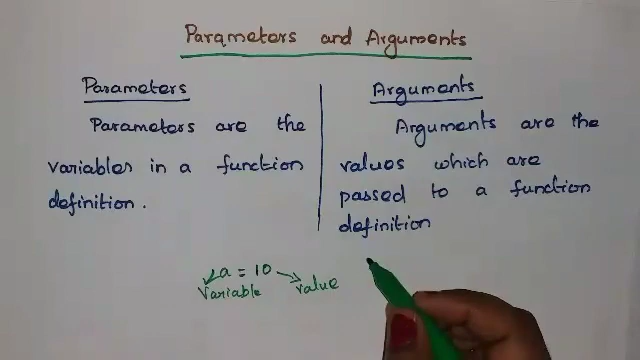 Parameters and Arguments
Parameters
Parameters are the
variables in a function
definition.
Arguments
Arguments are the
values which are
passed to a function
definition
a = 10
Variable value